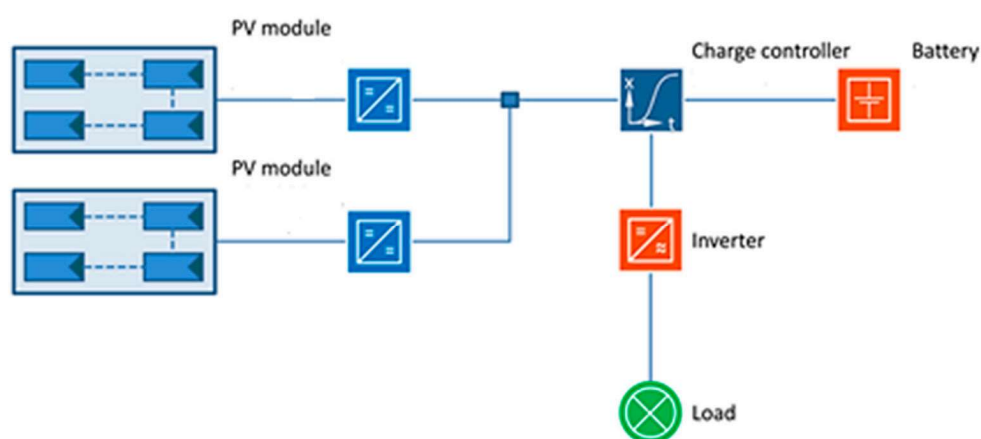 PV module
Charge controller
Battery
x
t
PV module
Inverter
Load